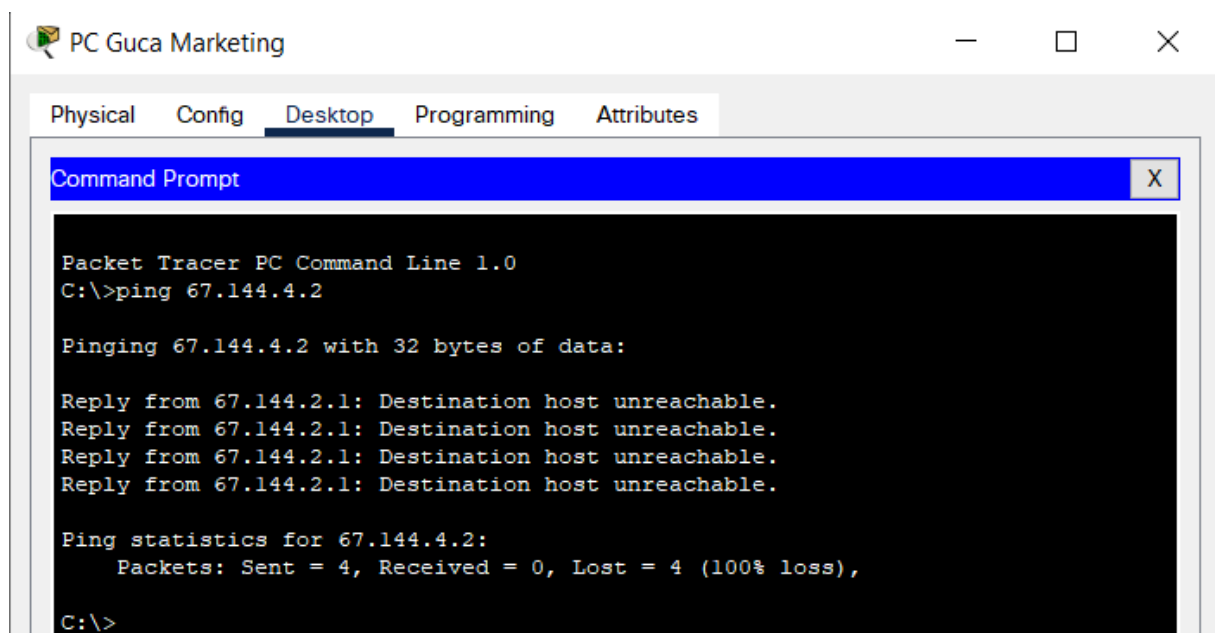 PC Guca Marketing
Physical Config Desktop Programming Attributes
Command Prompt
X
Packet Tracer PC Command Line 1.0
C:\>ping 67.144.4.2
Pinging 67.144.4.2 with 32 bytes of data:
Reply from 67.144.2.1: Destination host unreachable.
Reply from 67.144.2.1: Destination host unreachable.
Reply from 67.144.2.1: Destination host unreachable.
Reply from 67.144.2.1: Destination host unreachable.
Ping statistics for 67.144.4.2:
    Packets: Sent = 4, Received = 0, Lost = 4 (100% loss),
C:\>